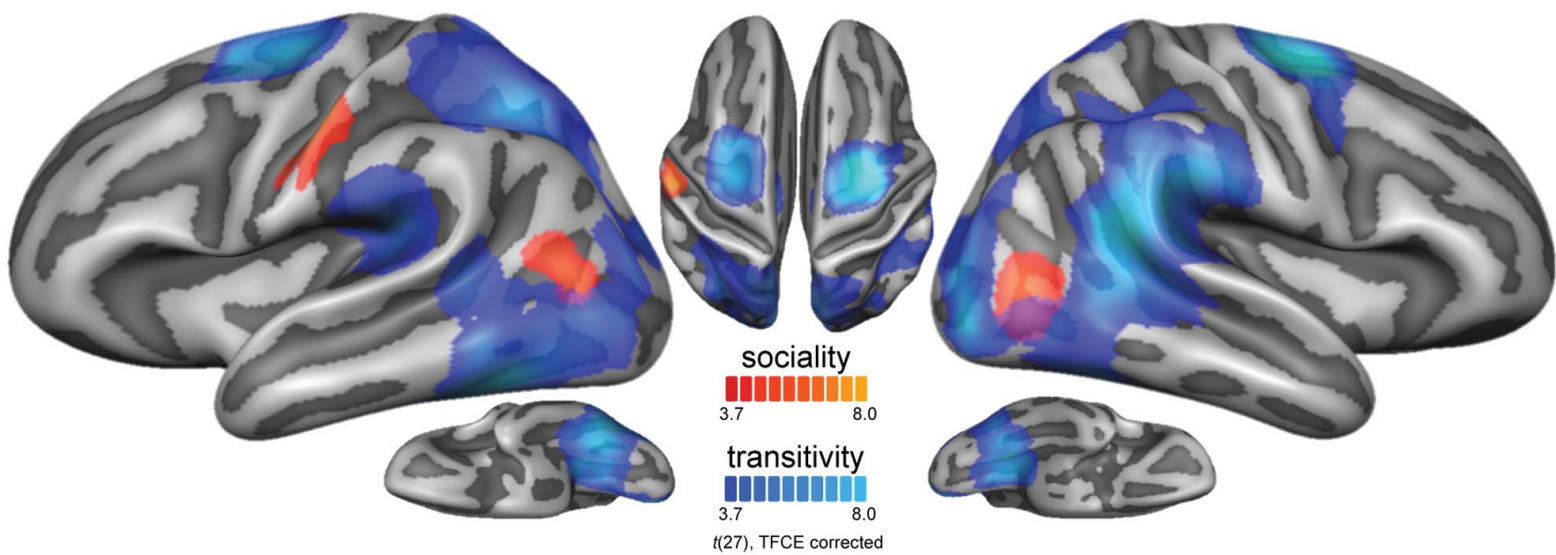 sociality
3.7 8.0
transitivity
3.7 8.0
t(27), TFCE corrected